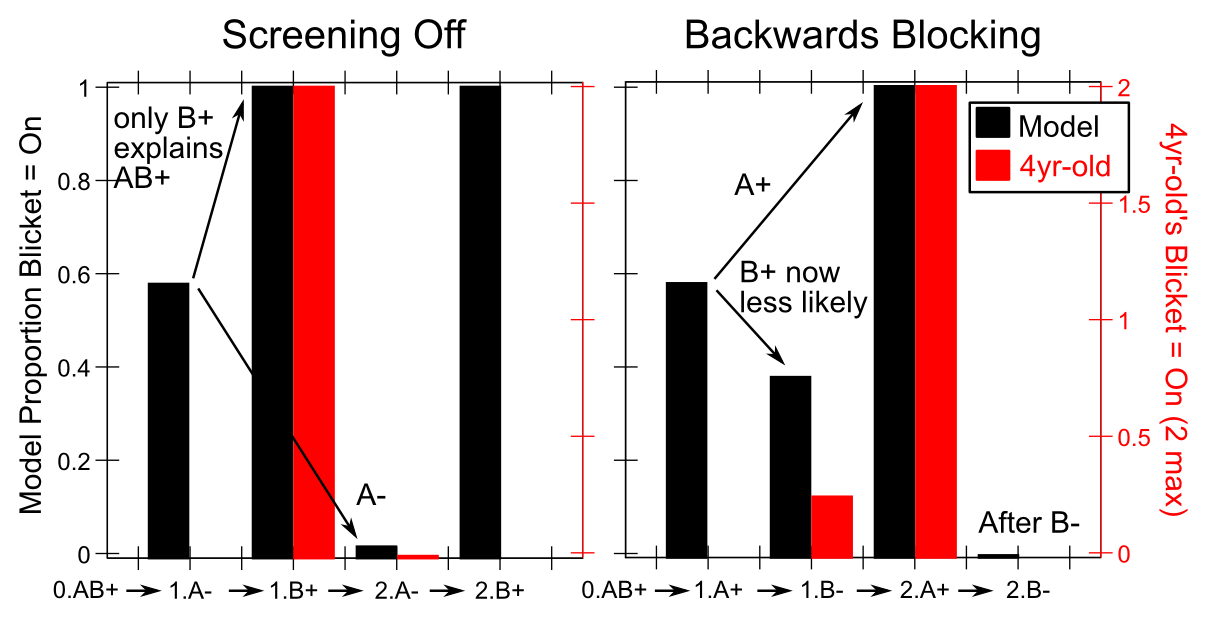 Screening Off
Backwards Blocking
Model Proportion Blicket = On
1
0.8
0.6
0.4
0.2
0
only B+
explains
AB+
A-
0.AB+ → 1.A- → 1.B+ → 2.A- → 2.B+
A+
B+ now
less likely
After B-
Model
4yr-old
2
1.5
1
0.5
0
4yr-old's Blicket = On (2 max)
0.AB+ → 1.A+ → 1.B- → 2.A+ → 2.B-